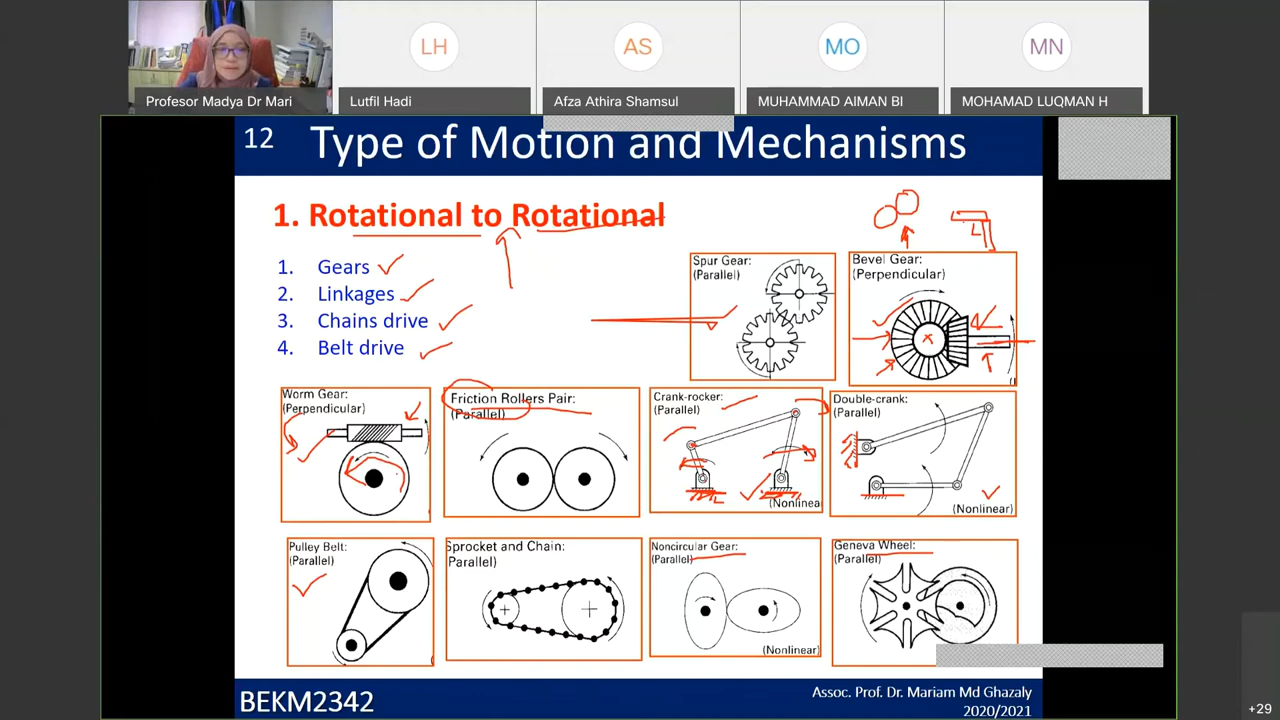 LH
AS
MO
MN
Profesor Madya Dr Mari
Lutfil Hadi
Afza Athira Shamsul
MUHAMMAD AIMAN BI
MOHAMAD LUQMAN H
12
Type of Motion and Mechanisms
1. Rotational to Rotational
1. Gears
2. Linkages
3. Chains drive
4. Belt drive
Spur Gear:
(Parallel)
Bevel Gear:
(Perpendicular)
Worm Gear:
(Perpendicular)
Friction Rollers Pair:
(Parallel)
Crank-rocker:
(Parallel)
(Nonlinea
Double-crank:
(Parallel)
(Nonlinear)
Pulley Belt:
(Parallel)
Sprocket and Chain:
(Parallel)
Noncircular Gear:
(Parallel)
(Nonlinear)
Geneva Wheel:
(Parallel)
BEKM2342
Assoc. Prof. Dr. Mariam Md Ghazaly
2020/2021
+29